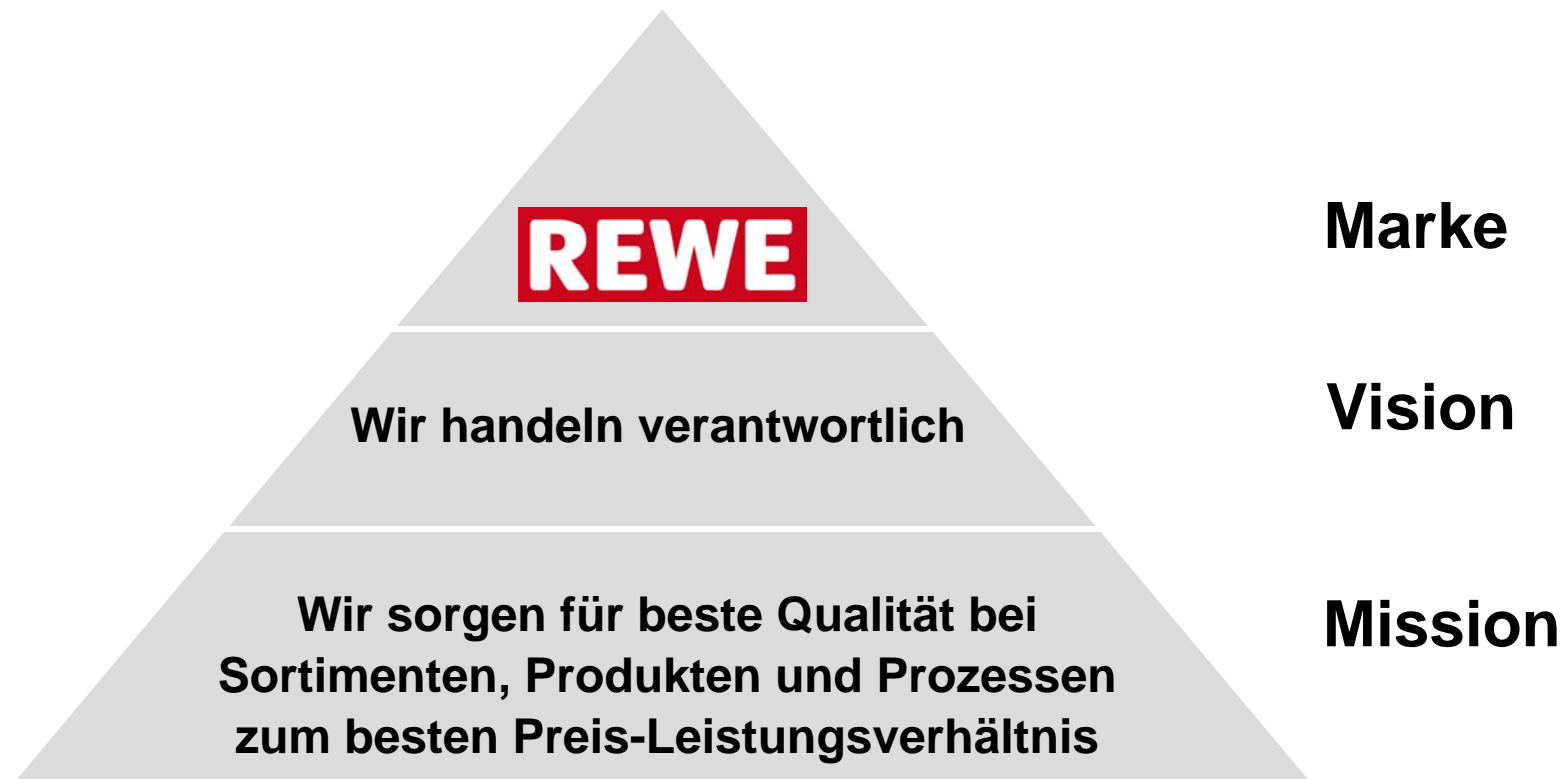 REWE
Marke
Wir handeln verantwortlich
Vision
Wir sorgen für beste Qualität bei
Sortimenten, Produkten und Prozessen
zum besten Preis-Leistungsverhältnis
Mission